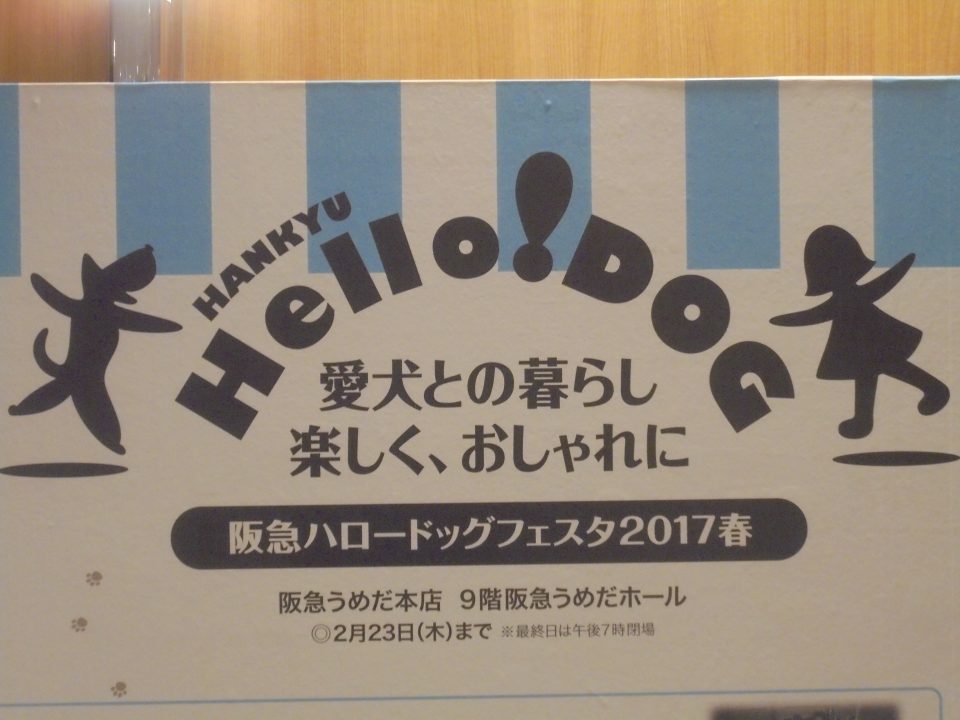 HANKYU
Hello!DOG
愛犬との暮らし
楽しく、おしゃれに
阪急ハロードッグフェスタ2017春
阪急うめだ本店 9階阪急うめだホール
◎2月23日(木)まで ※最終日は午後7時閉場